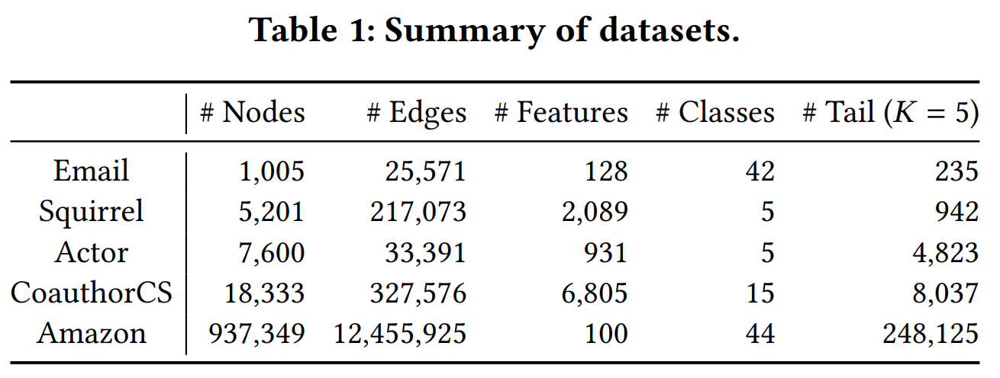 Table 1: Summary of datasets.
# Nodes # Edges # Features # Classes # Tail (K = 5)
Email 1,005 25,571 128 42 235
Squirrel 5,201 217,073 2,089 5 942
Actor 7,600 33,391 931 5 4,823
CoauthorCS 18,333 327,576 6,805 15 8,037
Amazon 937,349 12,455,925 100 44 248,125